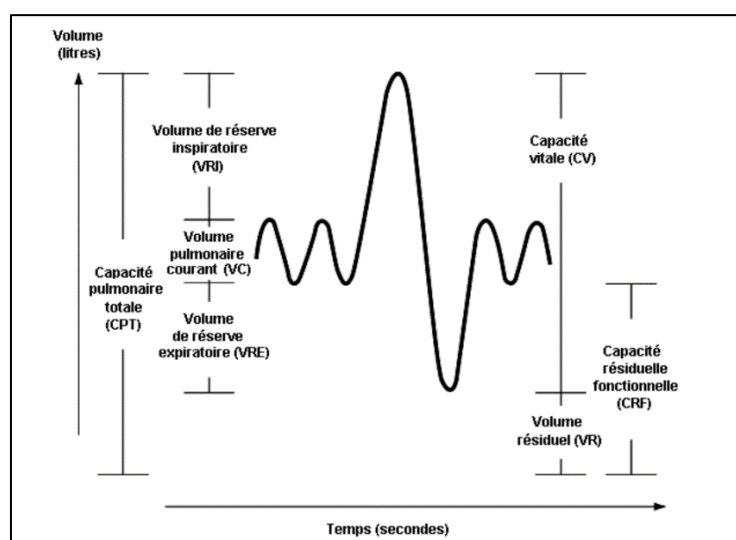 Volume
(litres)
Volume de réserve
inspiratoire
(VRI)
Capacité
vitale (CV)
Volume
pulmonaire
courant (VC)
Capacité
pulmonaire
totale
(CPT)
Volume
de réserve
expiratoire (VRE)
Capacité
résiduelle
fonctionnelle
(CRF)
Volume
résiduel (VR)
Temps (secondes)